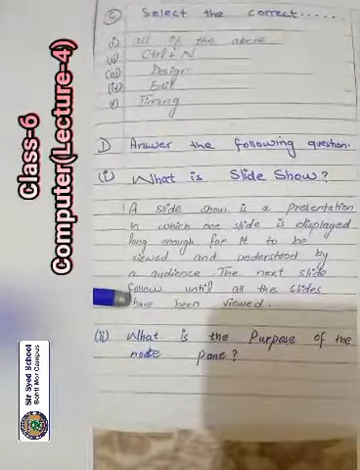 Class-6
Computer(Lecture-4)
Sir Syed School
Bohti Mor Campus
C Select the correct......
(i) all of the above
(ii) Ctrl + N
(iii) Design
(iv) Edit
(v) Timing
D Answer the following question.
(i) What is Slide Show?
A slide show is a presentation
in which one slide is displayed
long enough for it to be
viewed and understood by
a audience. The next slide
follow until all the slides
have been viewed.
(ii) What is the Purpose of the
note pane?